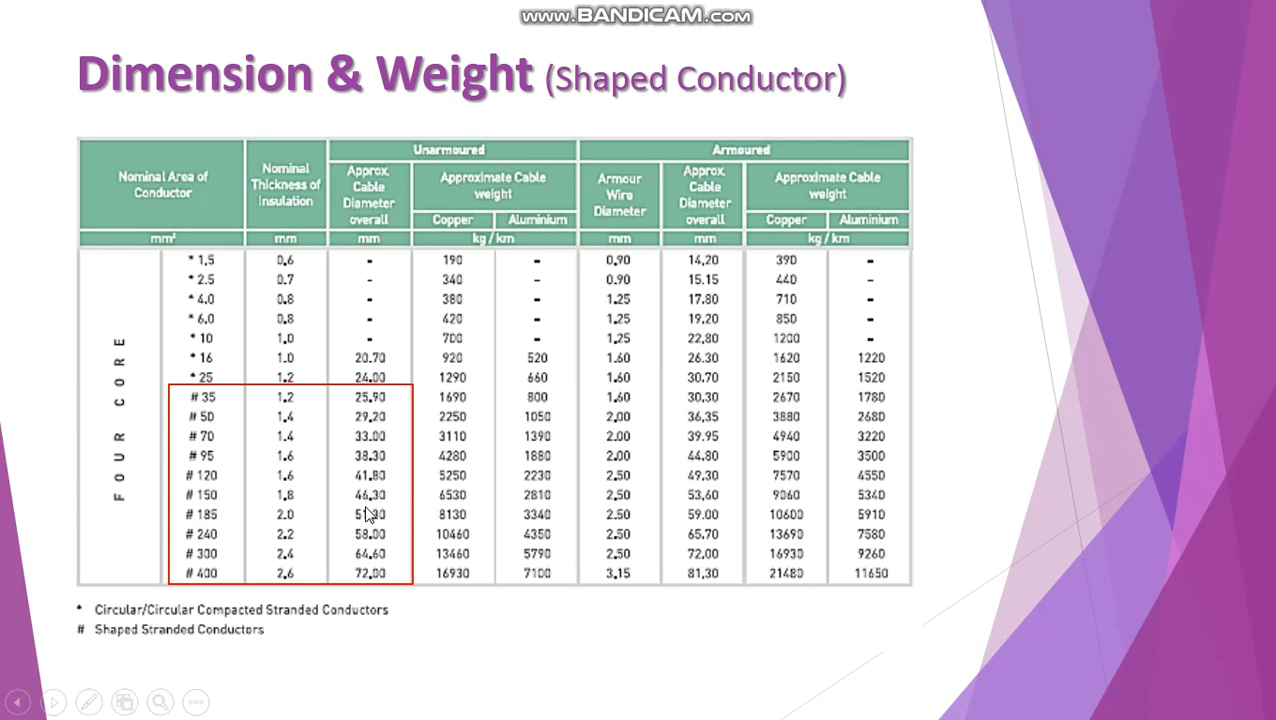 www.BANDICAM.com
Dimension & Weight (Shaped Conductor)
Nominal Area of Conductor
Nominal Thickness of Insulation
Unarmoured
Armoured
Approx. Cable Diameter overall
Approximate Cable weight
Armour Wire Diameter
Approx. Cable Diameter overall
Approximate Cable weight
Copper Aluminium Copper Aluminium
mm² mm mm kg / km mm mm kg / km
FOUR CORE
* 1.5 0.6 - 190 - 0.90 14.20 390 -
* 2.5 0.7 - 340 - 0.90 15.15 440 -
* 4.0 0.8 - 380 - 1.25 17.80 710 -
* 6.0 0.8 - 420 - 1.25 19.20 850 -
* 10 1.0 - 700 - 1.25 22.80 1200 -
* 16 1.0 20.70 920 520 1.60 26.30 1620 1220
* 25 1.2 24.00 1290 660 1.60 30.70 2150 1520
# 35 1.2 25.90 1690 800 1.60 30.30 2670 1780
# 50 1.4 29.20 2250 1050 2.00 36.35 3880 2680
# 70 1.4 33.00 3110 1390 2.00 39.95 4940 3220
# 95 1.6 38.30 4280 1880 2.00 44.80 5900 3500
# 120 1.6 41.80 5250 2230 2.50 49.30 7570 4550
# 150 1.8 46.30 6530 2810 2.50 53.60 9060 5340
# 185 2.0 8130 3340 2.50 59.00 10600 5910
# 240 2.2 58.00 10460 4350 2.50 65.70 13690 7580
# 300 2.4 64.60 13460 5790 2.50 72.00 16930 9260
# 400 2.6 72.00 16930 7100 3.15 81.30 21480 11650
* Circular/Circular Compacted Stranded Conductors
# Shaped Stranded Conductors